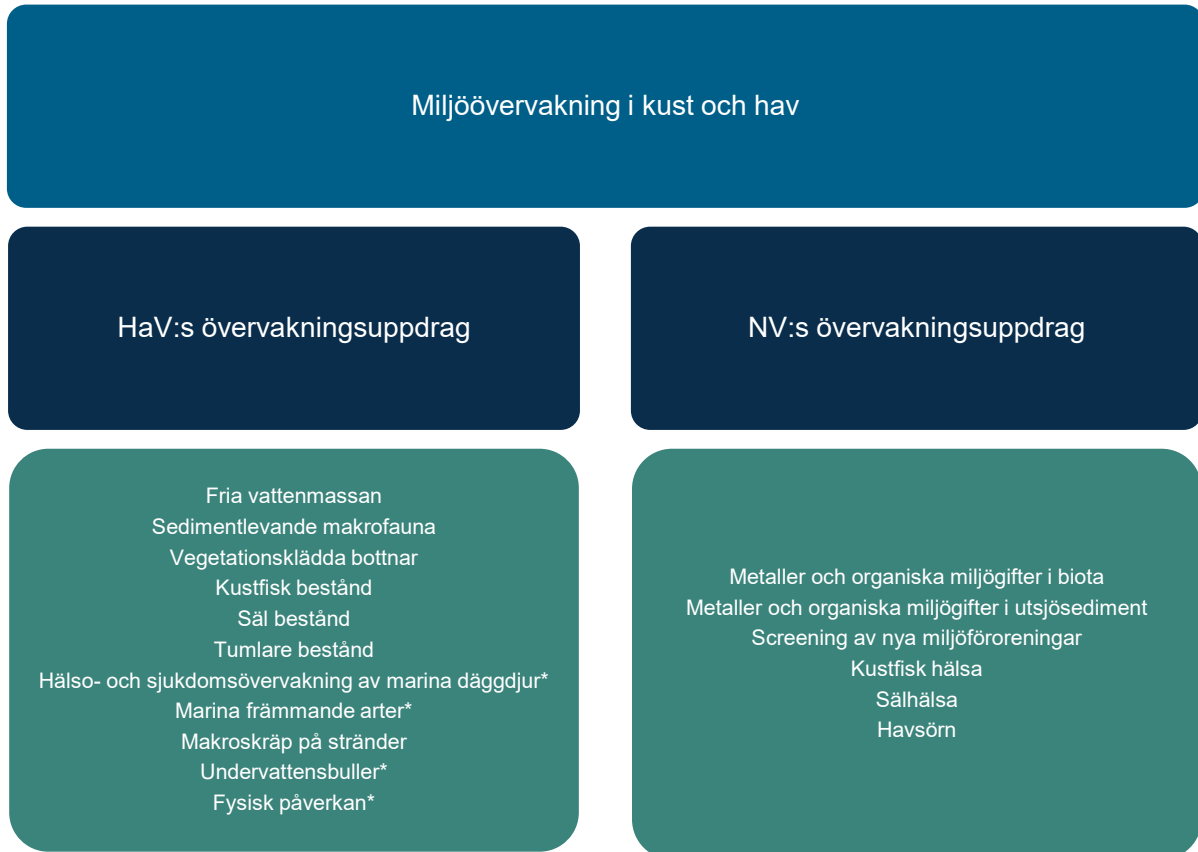 Miljöövervakning i kust och hav
HaV:s övervakningsuppdrag
NV:s övervakningsuppdrag
Fria vattenmassan
Sedimentlevande makrofauna
Vegetationsklädda bottnar
Kustfisk bestånd
Säl bestånd
Tumlare bestånd
Hälso- och sjukdomsövervakning av marina däggdjur*
Marina främmande arter*
Makroskräp på stränder
Undervattensbuller*
Fysisk påverkan*
Metaller och organiska miljögifter i biota
Metaller och organiska miljögifter i utsjösediment
Screening av nya miljöföroreningar
Kustfisk hälsa
Sälhälsa
Havsörn